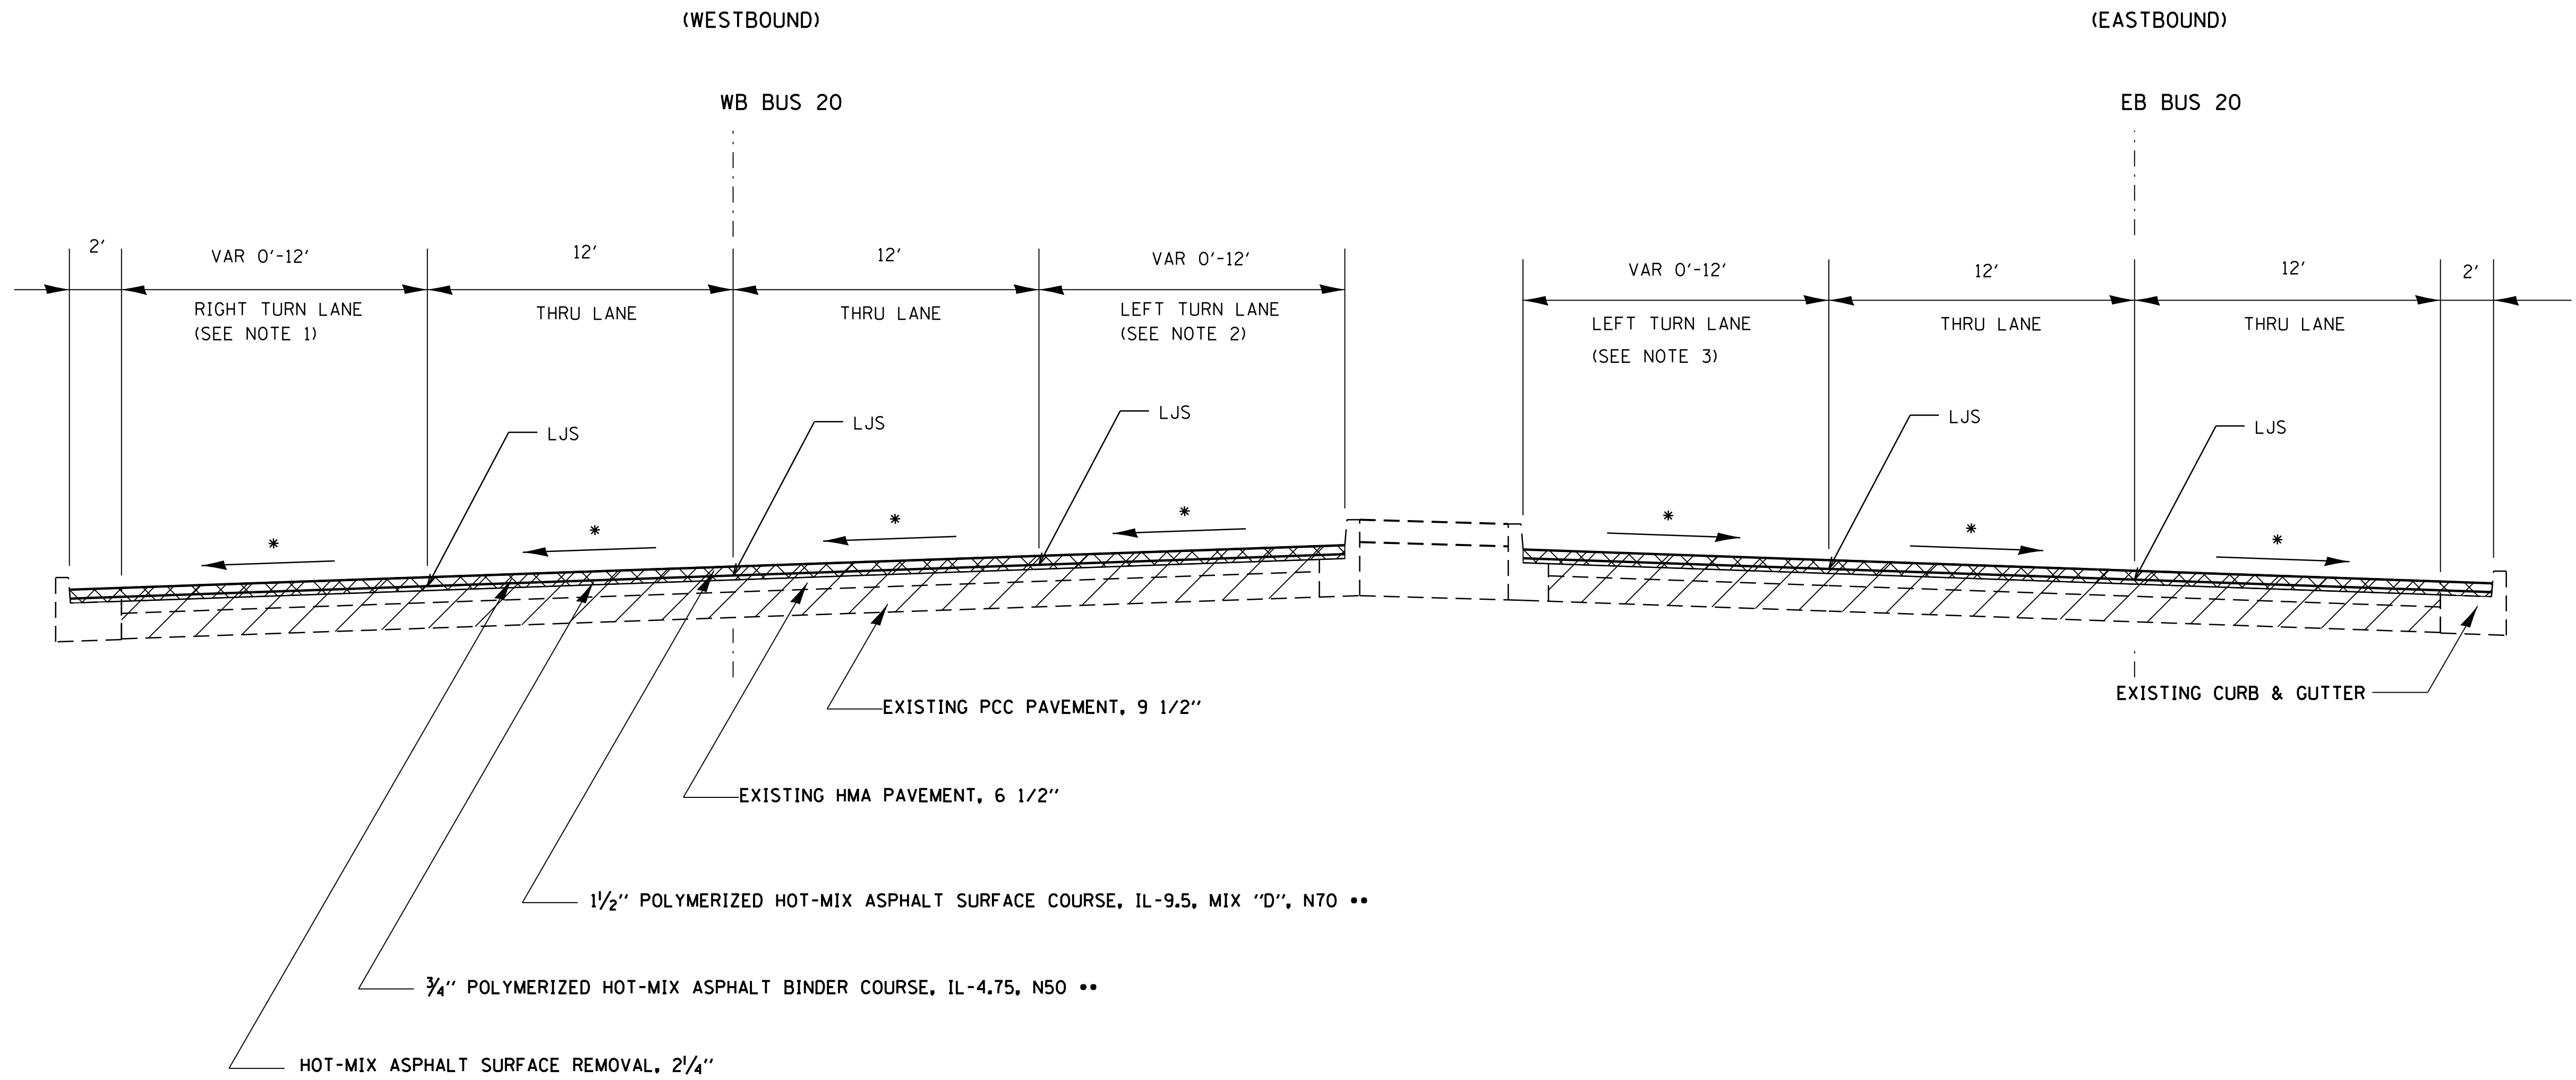 (WESTBOUND)
(EASTBOUND)
WB BUS 20
EB BUS 20
2'
VAR 0'-12'
12'
12'
VAR 0'-12'
VAR 0'-12'
12'
12'
2'
RIGHT TURN LANE
(SEE NOTE 1)
THRU LANE
THRU LANE
LEFT TURN LANE
(SEE NOTE 2)
LEFT TURN LANE
(SEE NOTE 3)
THRU LANE
THRU LANE
LJS
LJS
LJS
LJS
LJS
*
*
*
*
*
*
*
EXISTING PCC PAVEMENT, 9 1/2"
EXISTING CURB & GUTTER
EXISTING HMA PAVEMENT, 6 1/2"
1½" POLYMERIZED HOT-MIX ASPHALT SURFACE COURSE, IL-9.5, MIX "D", N70 ••
¾" POLYMERIZED HOT-MIX ASPHALT BINDER COURSE, IL-4.75, N50 ••
HOT-MIX ASPHALT SURFACE REMOVAL, 2¼"